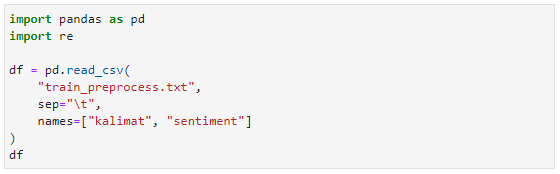 import pandas as pd
import re

df = pd.read_csv(
    "train_preprocess.txt",
    sep="\t",
    names=["kalimat", "sentiment"]
)
df